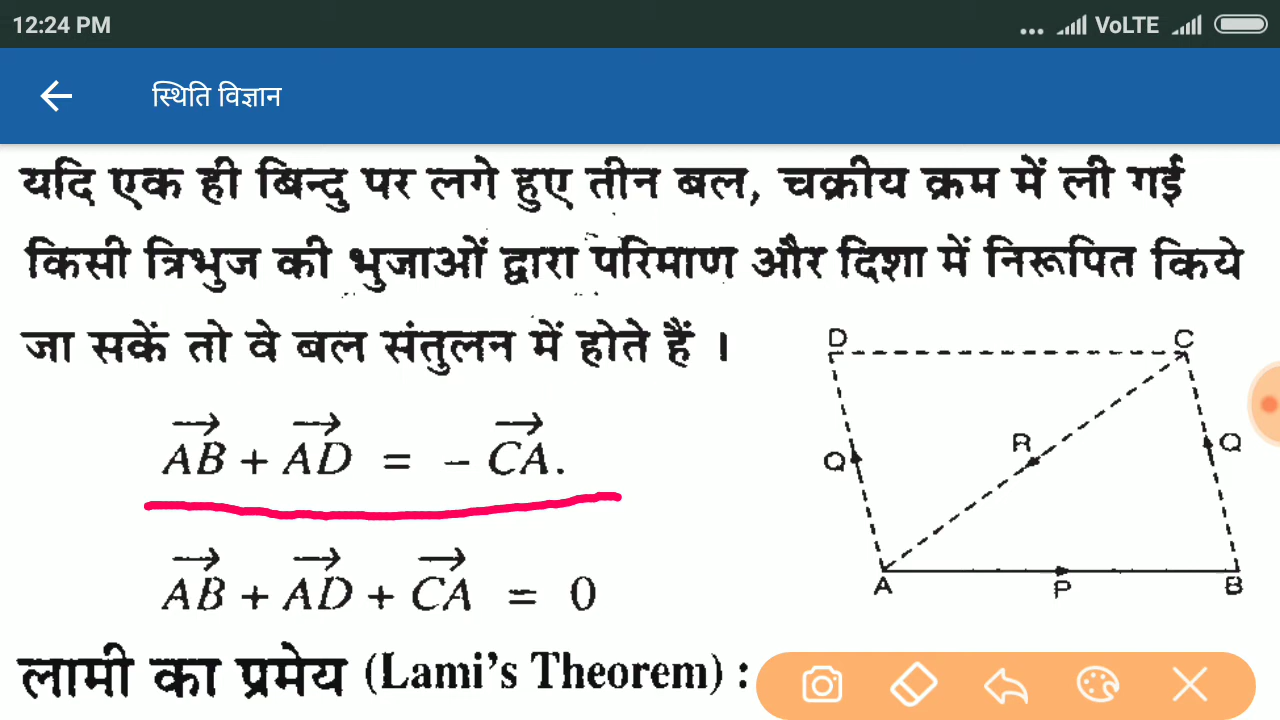 12:24 PM
... VoLTE
स्थिति विज्ञान
यदि एक ही बिन्दु पर लगे हुए तीन बल, चक्रीय क्रम में ली गई
किसी त्रिभुज की भुजाओं द्वारा परिमाण और दिशा में निरूपित किये
जा सकें तो वे बल संतुलन में होते हैं ।
D C
R
Q Q
A P B
→AB + →AD = – →CA.
→AB + →AD + →CA = 0
लामी का प्रमेय (Lami's Theorem) :